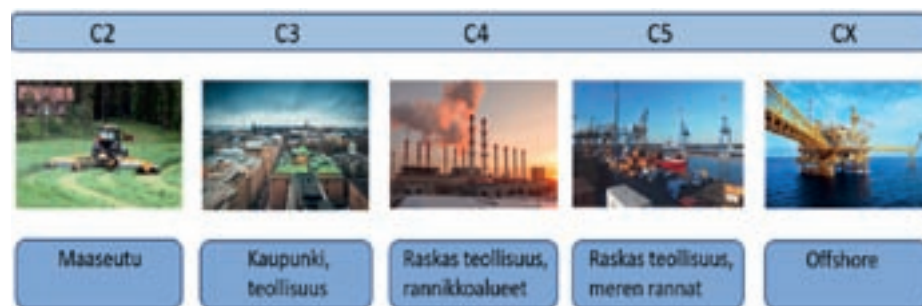 C2
C3
C4
C5
CX
Maaseutu
Kaupunki,
teollisuus
Raskas teollisuus,
rannikkoalueet
Raskas teollisuus,
meren rannat
Offshore